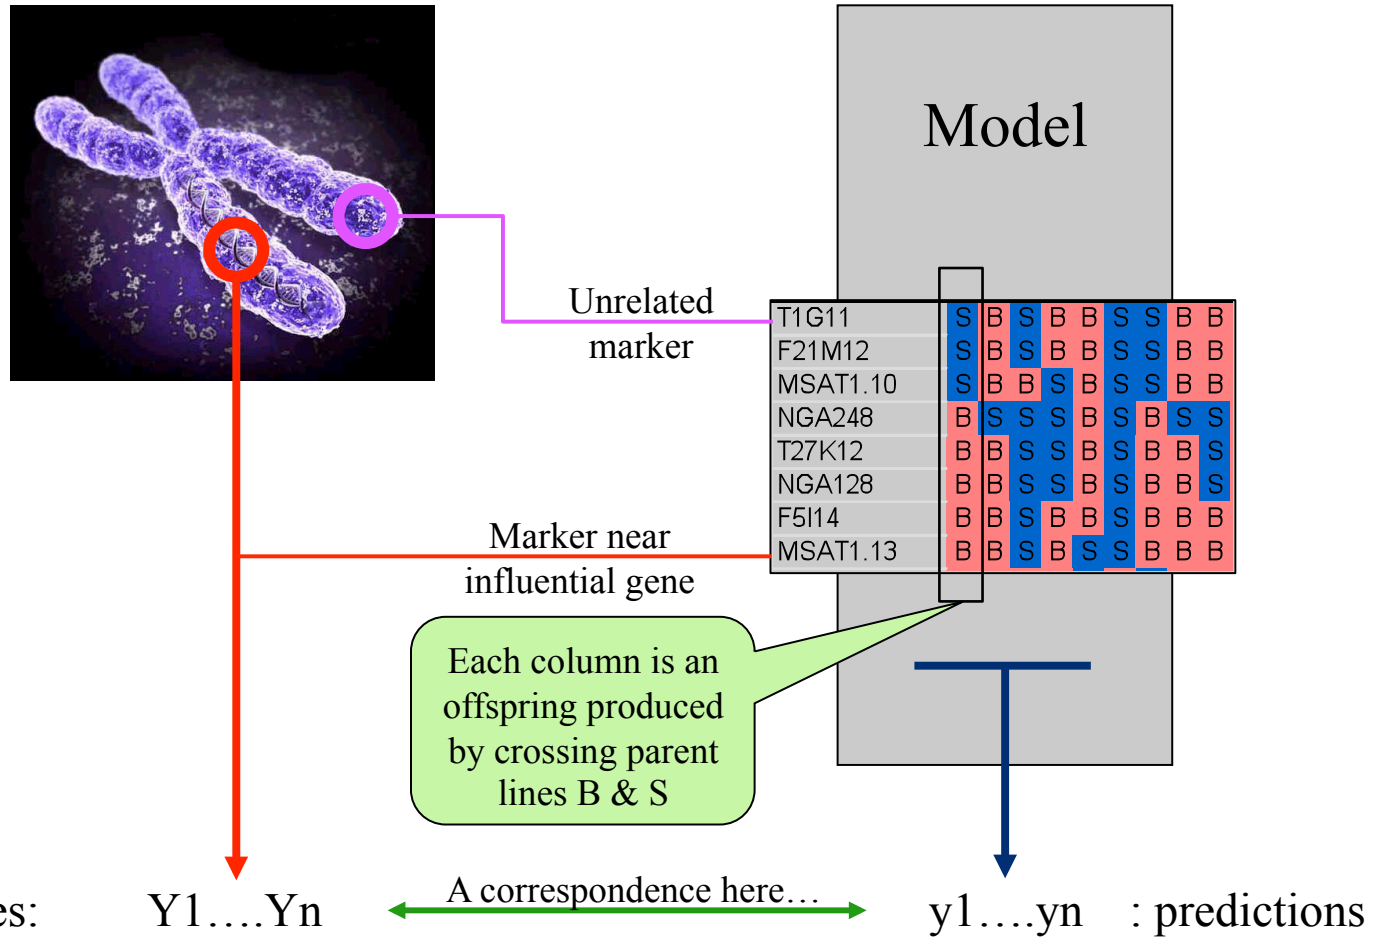 Model
Unrelated
marker
T1G11 S B S B B S S B B
F21M12 S B S B B S S B B
MSAT1.10 S B B S B S S B B
NGA248 B S S S B S B S S
T27K12 B B S S B S B B S
NGA128 B B S S B S B B S
F5I14 B B S B B S B B B
MSAT1.13 B B S B S S B B B
Marker near
influential gene
Each column is an
offspring produced
by crossing parent
lines B & S
A correspondence here…
es: Y1….Yn y1….yn : predictions